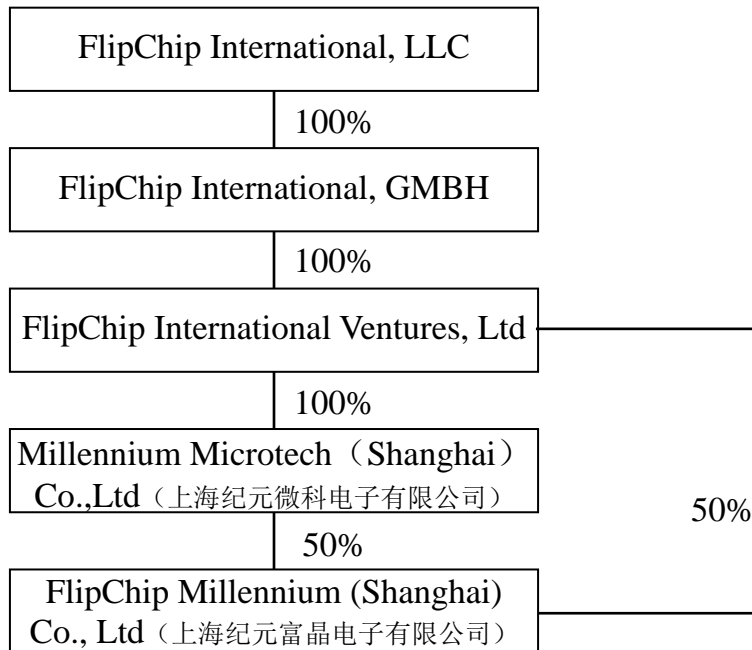 FlipChip International, LLC
100%
FlipChip International, GMBH
100%
FlipChip International Ventures, Ltd
100%
Millennium Microtech（Shanghai）
Co.,Ltd（上海纪元微科电子有限公司）
50%
50%
FlipChip Millennium (Shanghai)
Co., Ltd（上海纪元富晶电子有限公司）